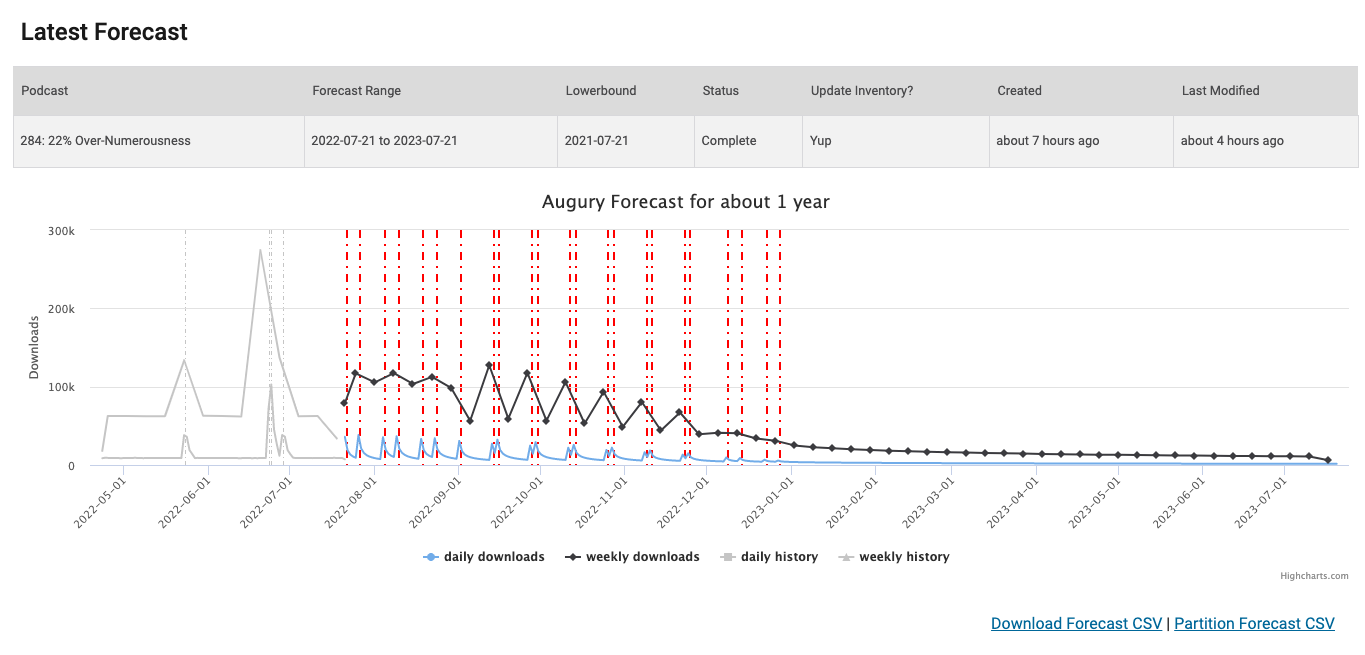 Latest Forecast
Podcast Forecast Range Lowerbound Status Update Inventory? Created Last Modified
284: 22% Over-Numerousness 2022-07-21 to 2023-07-21 2021-07-21 Complete Yup about 7 hours ago about 4 hours ago
Augury Forecast for about 1 year
300k
200k
100k
0
Downloads
2022-05-01 2022-06-01 2022-07-01 2022-08-01 2022-09-01 2022-10-01 2022-11-01 2022-12-01 2023-01-01 2023-02-01 2023-03-01 2023-04-01 2023-05-01 2023-06-01 2023-07-01
daily downloads weekly downloads daily history weekly history
Highcharts.com
Download Forecast CSV | Partition Forecast CSV